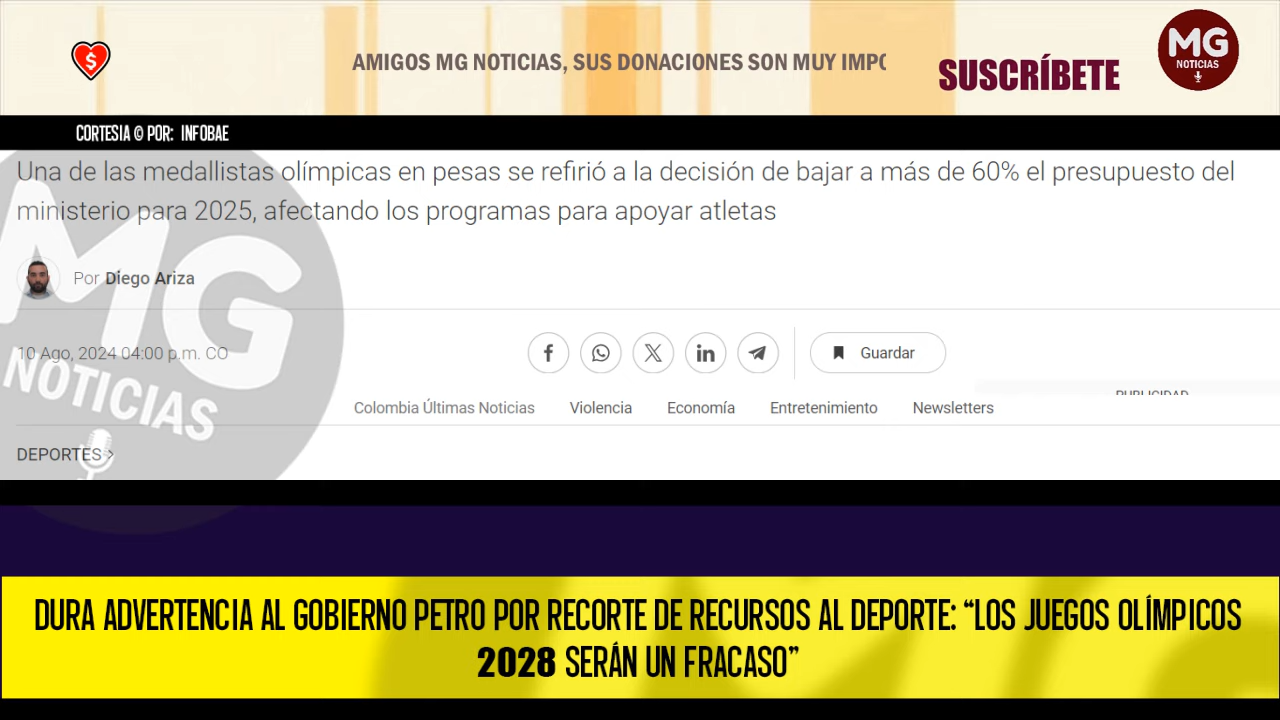 AMIGOS MG NOTICIAS, SUS DONACIONES SON MUY IMPO
SUSCRÍBETE
MG
NOTICIAS
CORTESIA © POR: INFOBAE
Una de las medallistas olímpicas en pesas se refirió a la decisión de bajar a más de 60% el presupuesto del
ministerio para 2025, afectando los programas para apoyar atletas
Por Diego Ariza
MG
NOTICIAS
10 Ago, 2024 04:00 p.m. CO
Guardar
PUBLICIDAD
Colombia Últimas Noticias Violencia Economía Entretenimiento Newsletters
DEPORTES >
DURA ADVERTENCIA AL GOBIERNO PETRO POR RECORTE DE RECURSOS AL DEPORTE: “LOS JUEGOS OLÍMPICOS
2028 SERÁN UN FRACASO”